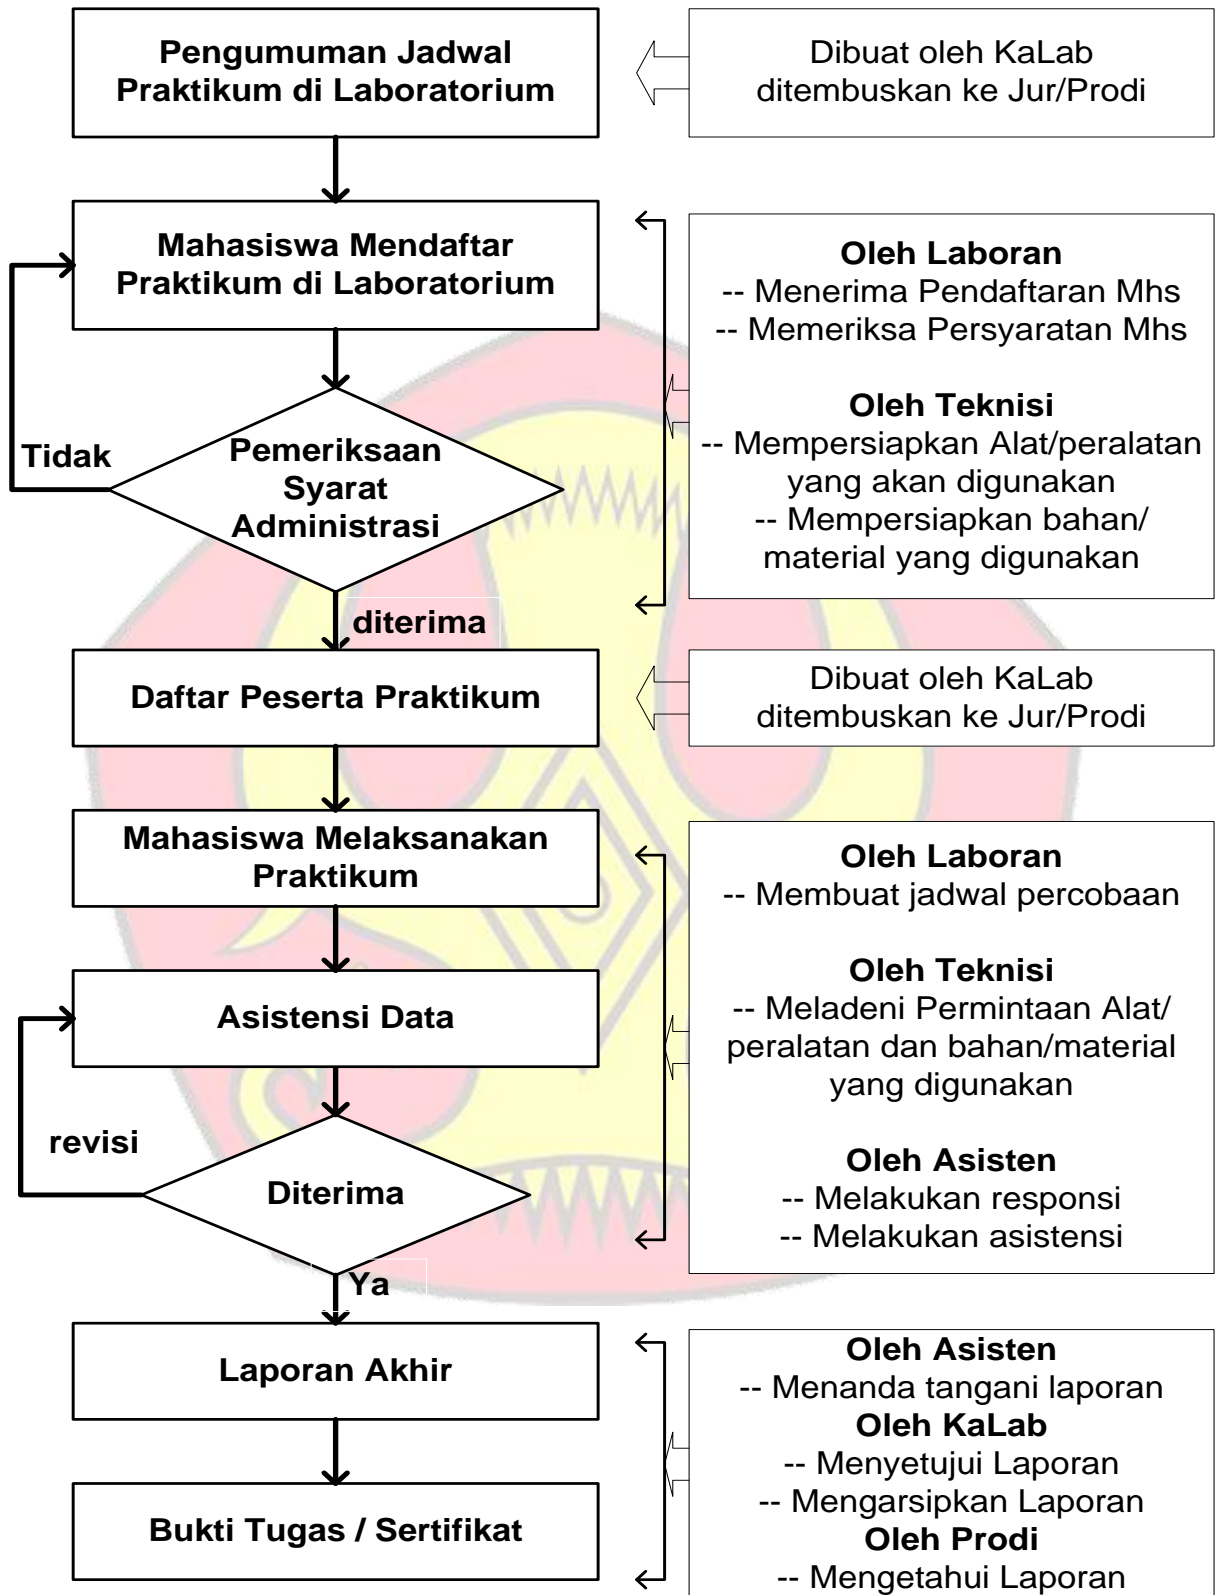 Pengumuman Jadwal
Praktikum di Laboratorium
Dibuat oleh KaLab
ditembuskan ke Jur/Prodi
Mahasiswa Mendaftar
Praktikum di Laboratorium
Oleh Laboran
-- Menerima Pendaftaran Mhs
-- Memeriksa Persyaratan Mhs
Oleh Teknisi
-- Mempersiapkan Alat/peralatan
yang akan digunakan
-- Mempersiapkan bahan/
material yang digunakan
Tidak
Pemeriksaan
Syarat
Administrasi
diterima
Daftar Peserta Praktikum
Dibuat oleh KaLab
ditembuskan ke Jur/Prodi
Mahasiswa Melaksanakan
Praktikum
Oleh Laboran
-- Membuat jadwal percobaan
Oleh Teknisi
-- Meladeni Permintaan Alat/
peralatan dan bahan/material
yang digunakan
Oleh Asisten
-- Melakukan responsi
-- Melakukan asistensi
Asistensi Data
revisi
Diterima
Ya
Laporan Akhir
Oleh Asisten
-- Menanda tangani laporan
Oleh KaLab
-- Menyetujui Laporan
-- Mengarsipkan Laporan
Oleh Prodi
-- Mengetahui Laporan
Bukti Tugas / Sertifikat